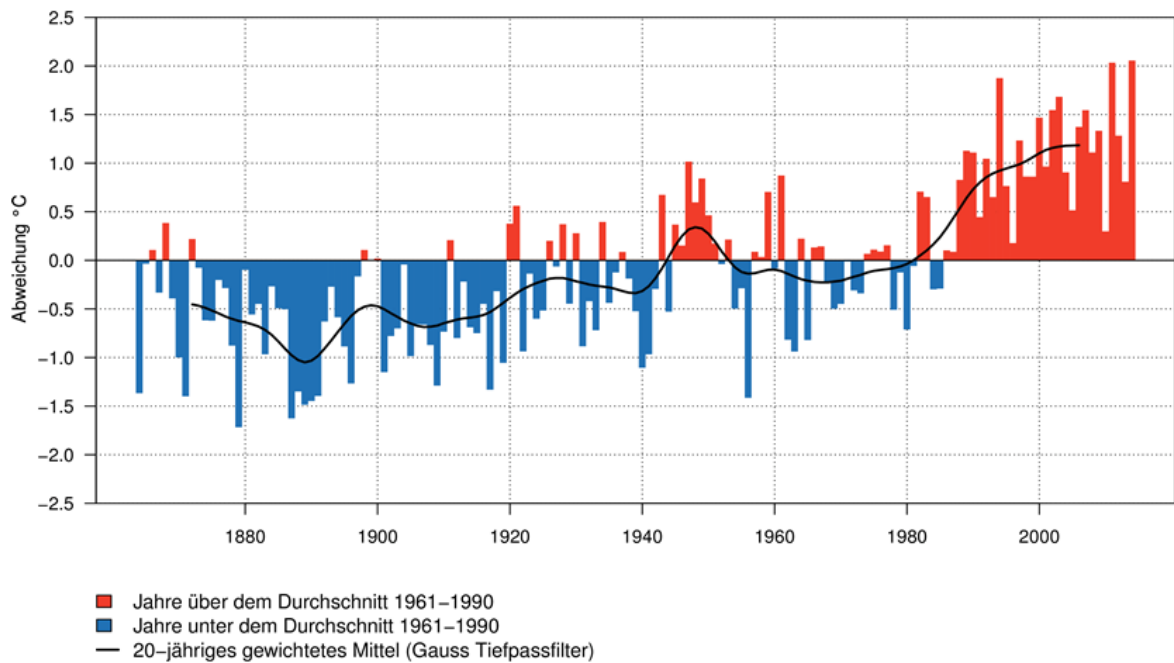 2.5
2.0
1.5
1.0
0.5
0.0
−0.5
−1.0
−1.5
−2.0
−2.5
Abweichung °C
1880 1900 1920 1940 1960 1980 2000
Jahre über dem Durchschnitt 1961−1990
Jahre unter dem Durchschnitt 1961−1990
20−jähriges gewichtetes Mittel (Gauss Tiefpassfilter)